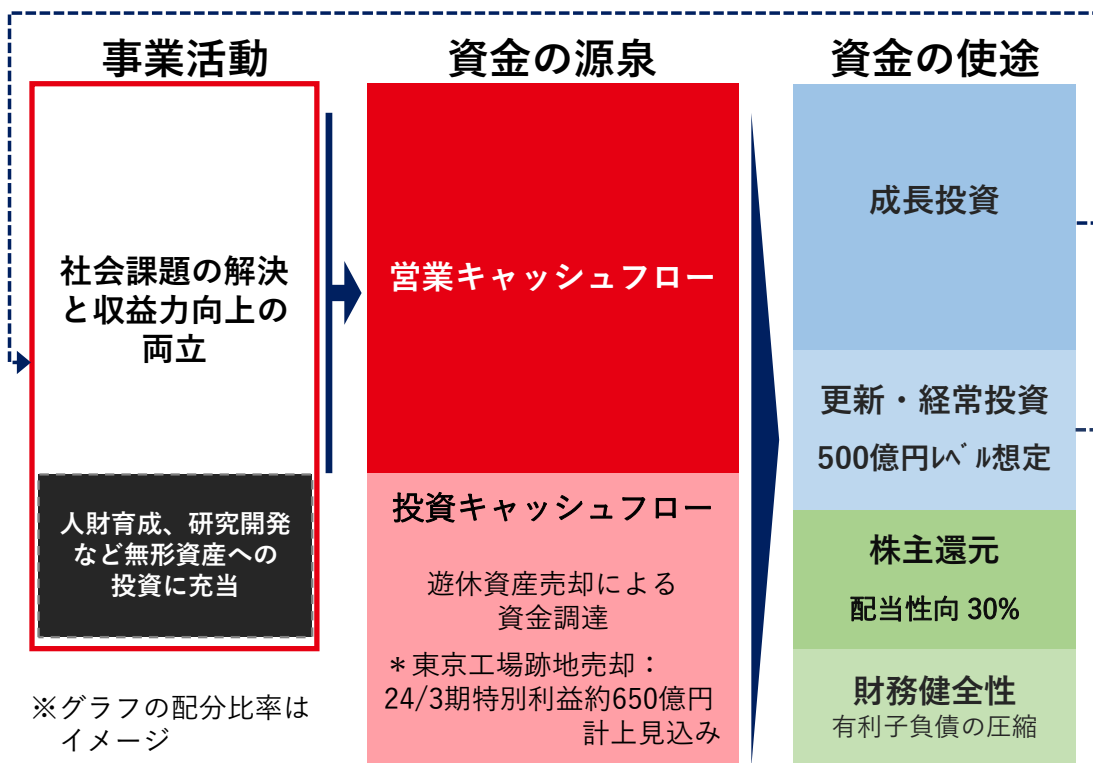 事業活動
社会課題の解決
と収益力向上の
両立
人財育成、研究開発
など無形資産への
投資に充当
※グラフの配分比率は
イメージ
資金の源泉
営業キャッシュフロー
投資キャッシュフロー
遊休資産売却による
資金調達
＊東京工場跡地売却：
24/3期特別利益約650億円
計上見込み
資金の使途
成長投資
更新・経常投資
500億円ﾚﾍﾞﾙ想定
株主還元
配当性向 30%
財務健全性
有利子負債の圧縮